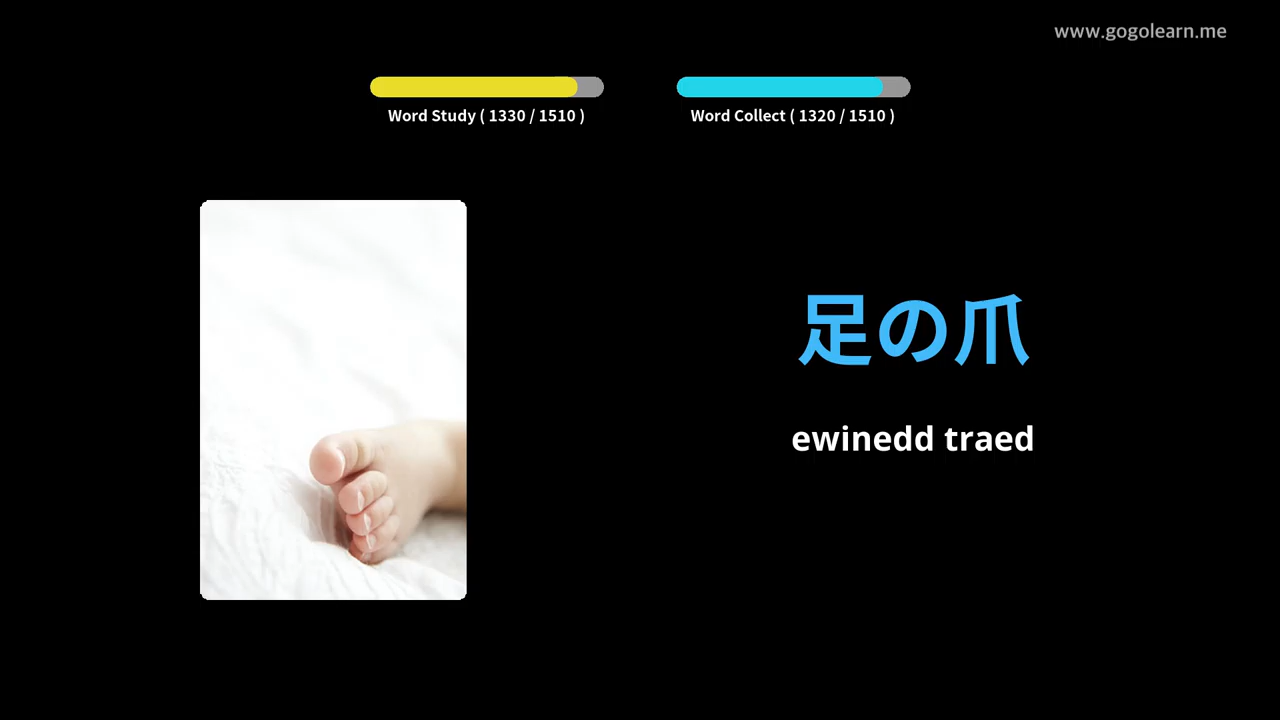 www.gogolearn.me
Word Study ( 1330 / 1510 )
Word Collect ( 1320 / 1510 )
足の爪
ewinedd traed